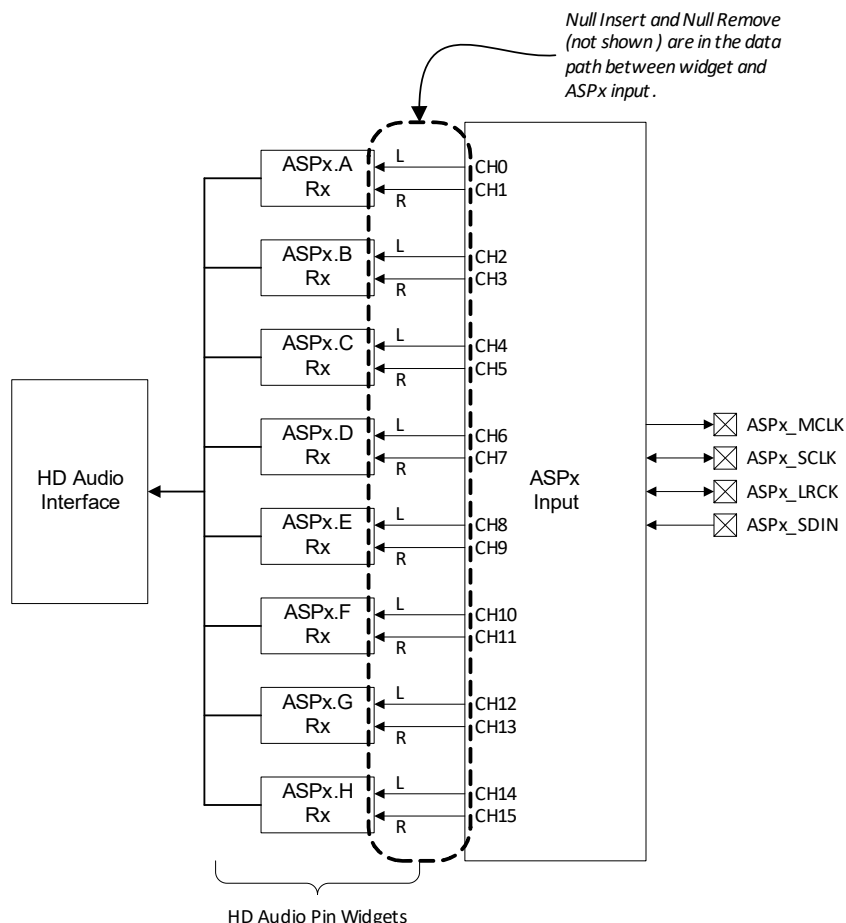 Null Insert and Null Remove
(not shown ) are in the data
path between widget and
ASPx input .
ASPx.A
Rx
L
R
CH0
CH1
ASPx.B
Rx
L
R
CH2
CH3
ASPx.C
Rx
L
R
CH4
CH5
ASPx.D
Rx
L
R
CH6
CH7
ASPx.E
Rx
L
R
CH8
CH9
ASPx.F
Rx
L
R
CH10
CH11
ASPx.G
Rx
L
R
CH12
CH13
ASPx.H
Rx
L
R
CH14
CH15
HD Audio
Interface
ASPx
Input
ASPx_MCLK
ASPx_SCLK
ASPx_LRCK
ASPx_SDIN
HD Audio Pin Widgets